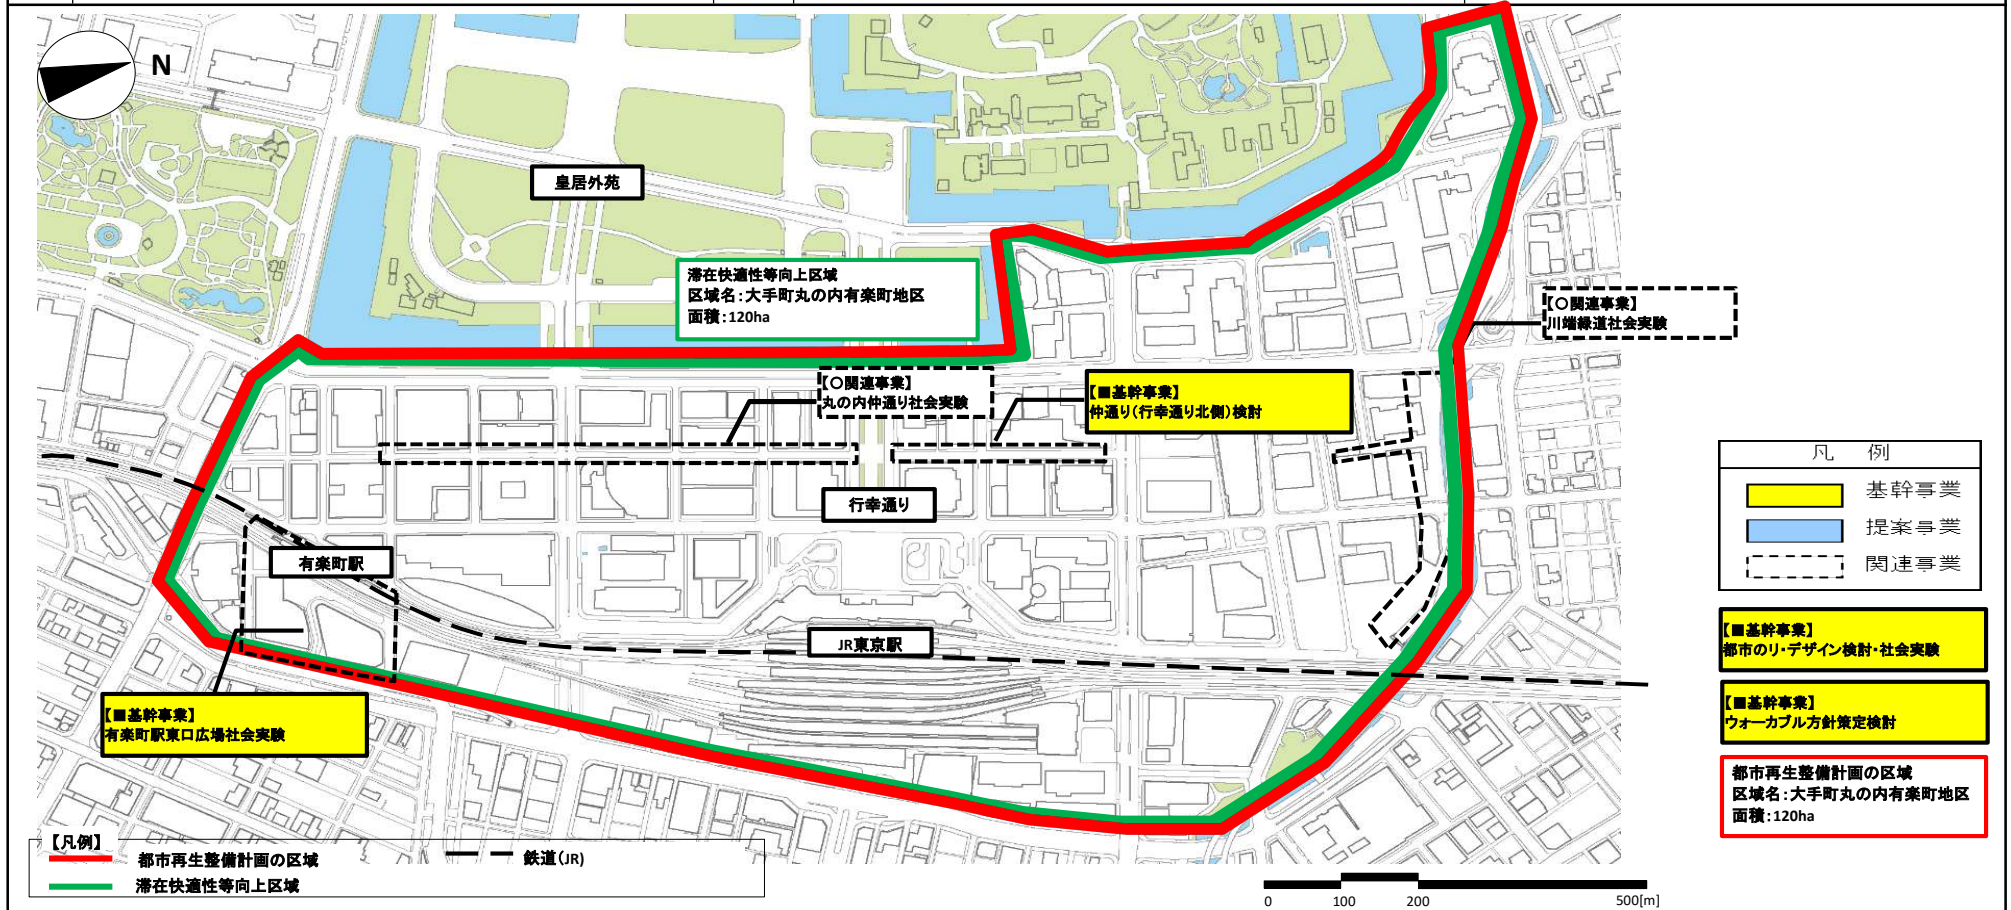 N
皇居外苑
滞在快適性等向上区域
区域名:大手町丸の内有楽町地区
面積:120ha
【〇関連事業】
川端緑道社会実験
【〇関連事業】
丸の内仲通り社会実験
【■基幹事業】
仲通り(行幸通り北側)検討
行幸通り
有楽町駅
JR東京駅
【■基幹事業】
有楽町駅東口広場社会実験
凡 例
基幹事業
提案事業
関連事業
【■基幹事業】
都市のリ・デザイン検討・社会実験
【■基幹事業】
ウォーカブル方針策定検討
都市再生整備計画の区域
区域名:大手町丸の内有楽町地区
面積:120ha
【凡例】
都市再生整備計画の区域
鉄道(JR)
滞在快適性等向上区域
0 100 200 500[m]